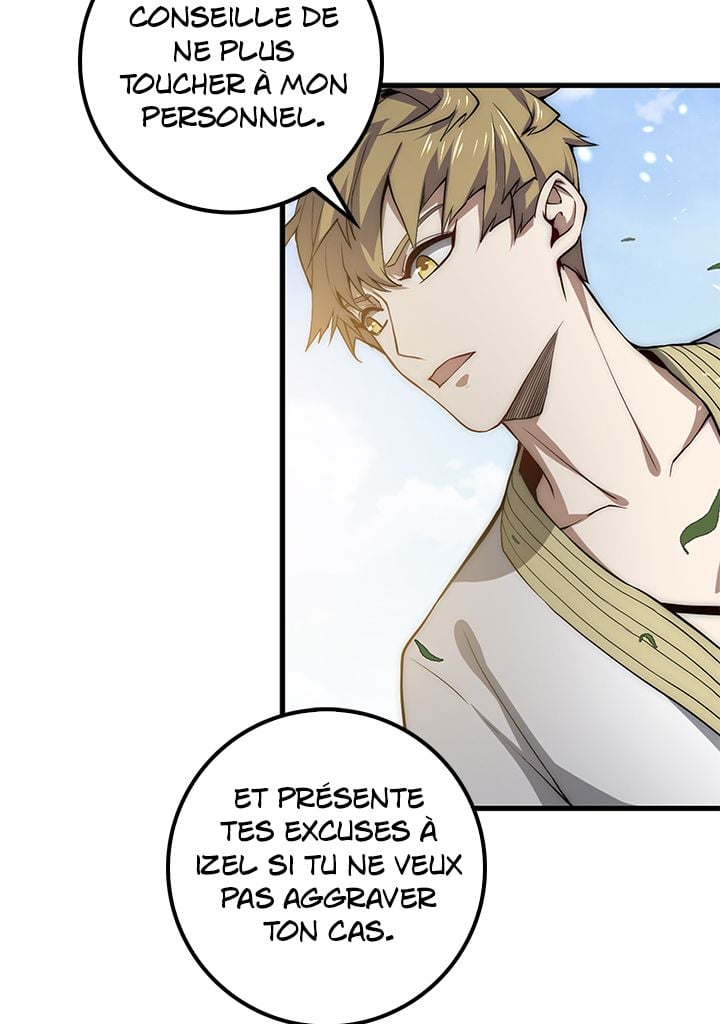 CONSEILLE DE
NE PLUS
TOUCHER À MON
PERSONNEL.
ET PRÉSENTE
TES EXCUSES À
IZEL SI TU NE VEUX
PAS AGGRAVER
TON CAS.